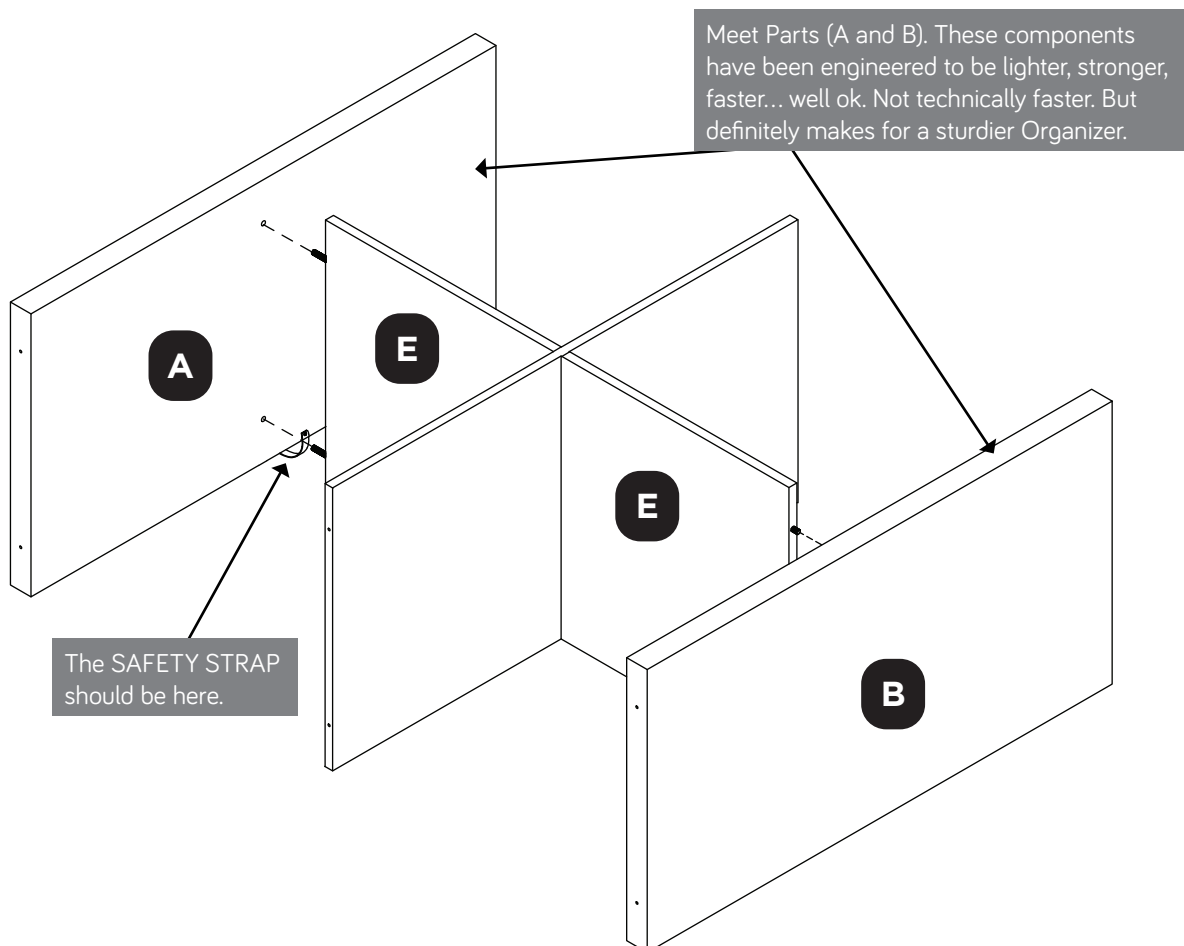 Meet Parts (A and B). These components
have been engineered to be lighter, stronger,
faster... well ok. Not technically faster. But
definitely makes for a sturdier Organizer.
A
E
E
B
The SAFETY STRAP
should be here.